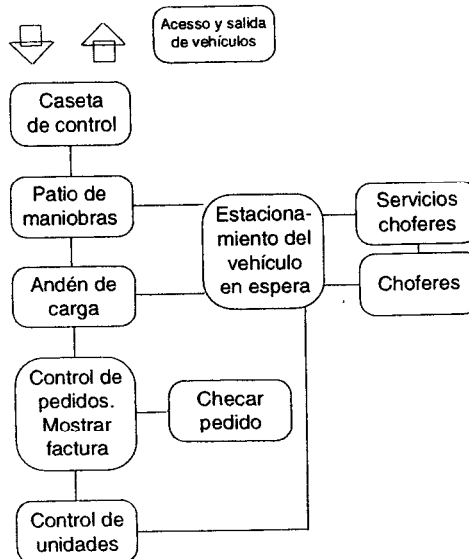 Acesso y salida
de vehículos
Caseta
de control
Patio de
maniobras
Estaciona-
miento del
vehículo
en espera
Servicios
choferes
Andén de
carga
Choferes
Control de
pedidos.
Mostrar
factura
Checar
pedido
Control de
unidades